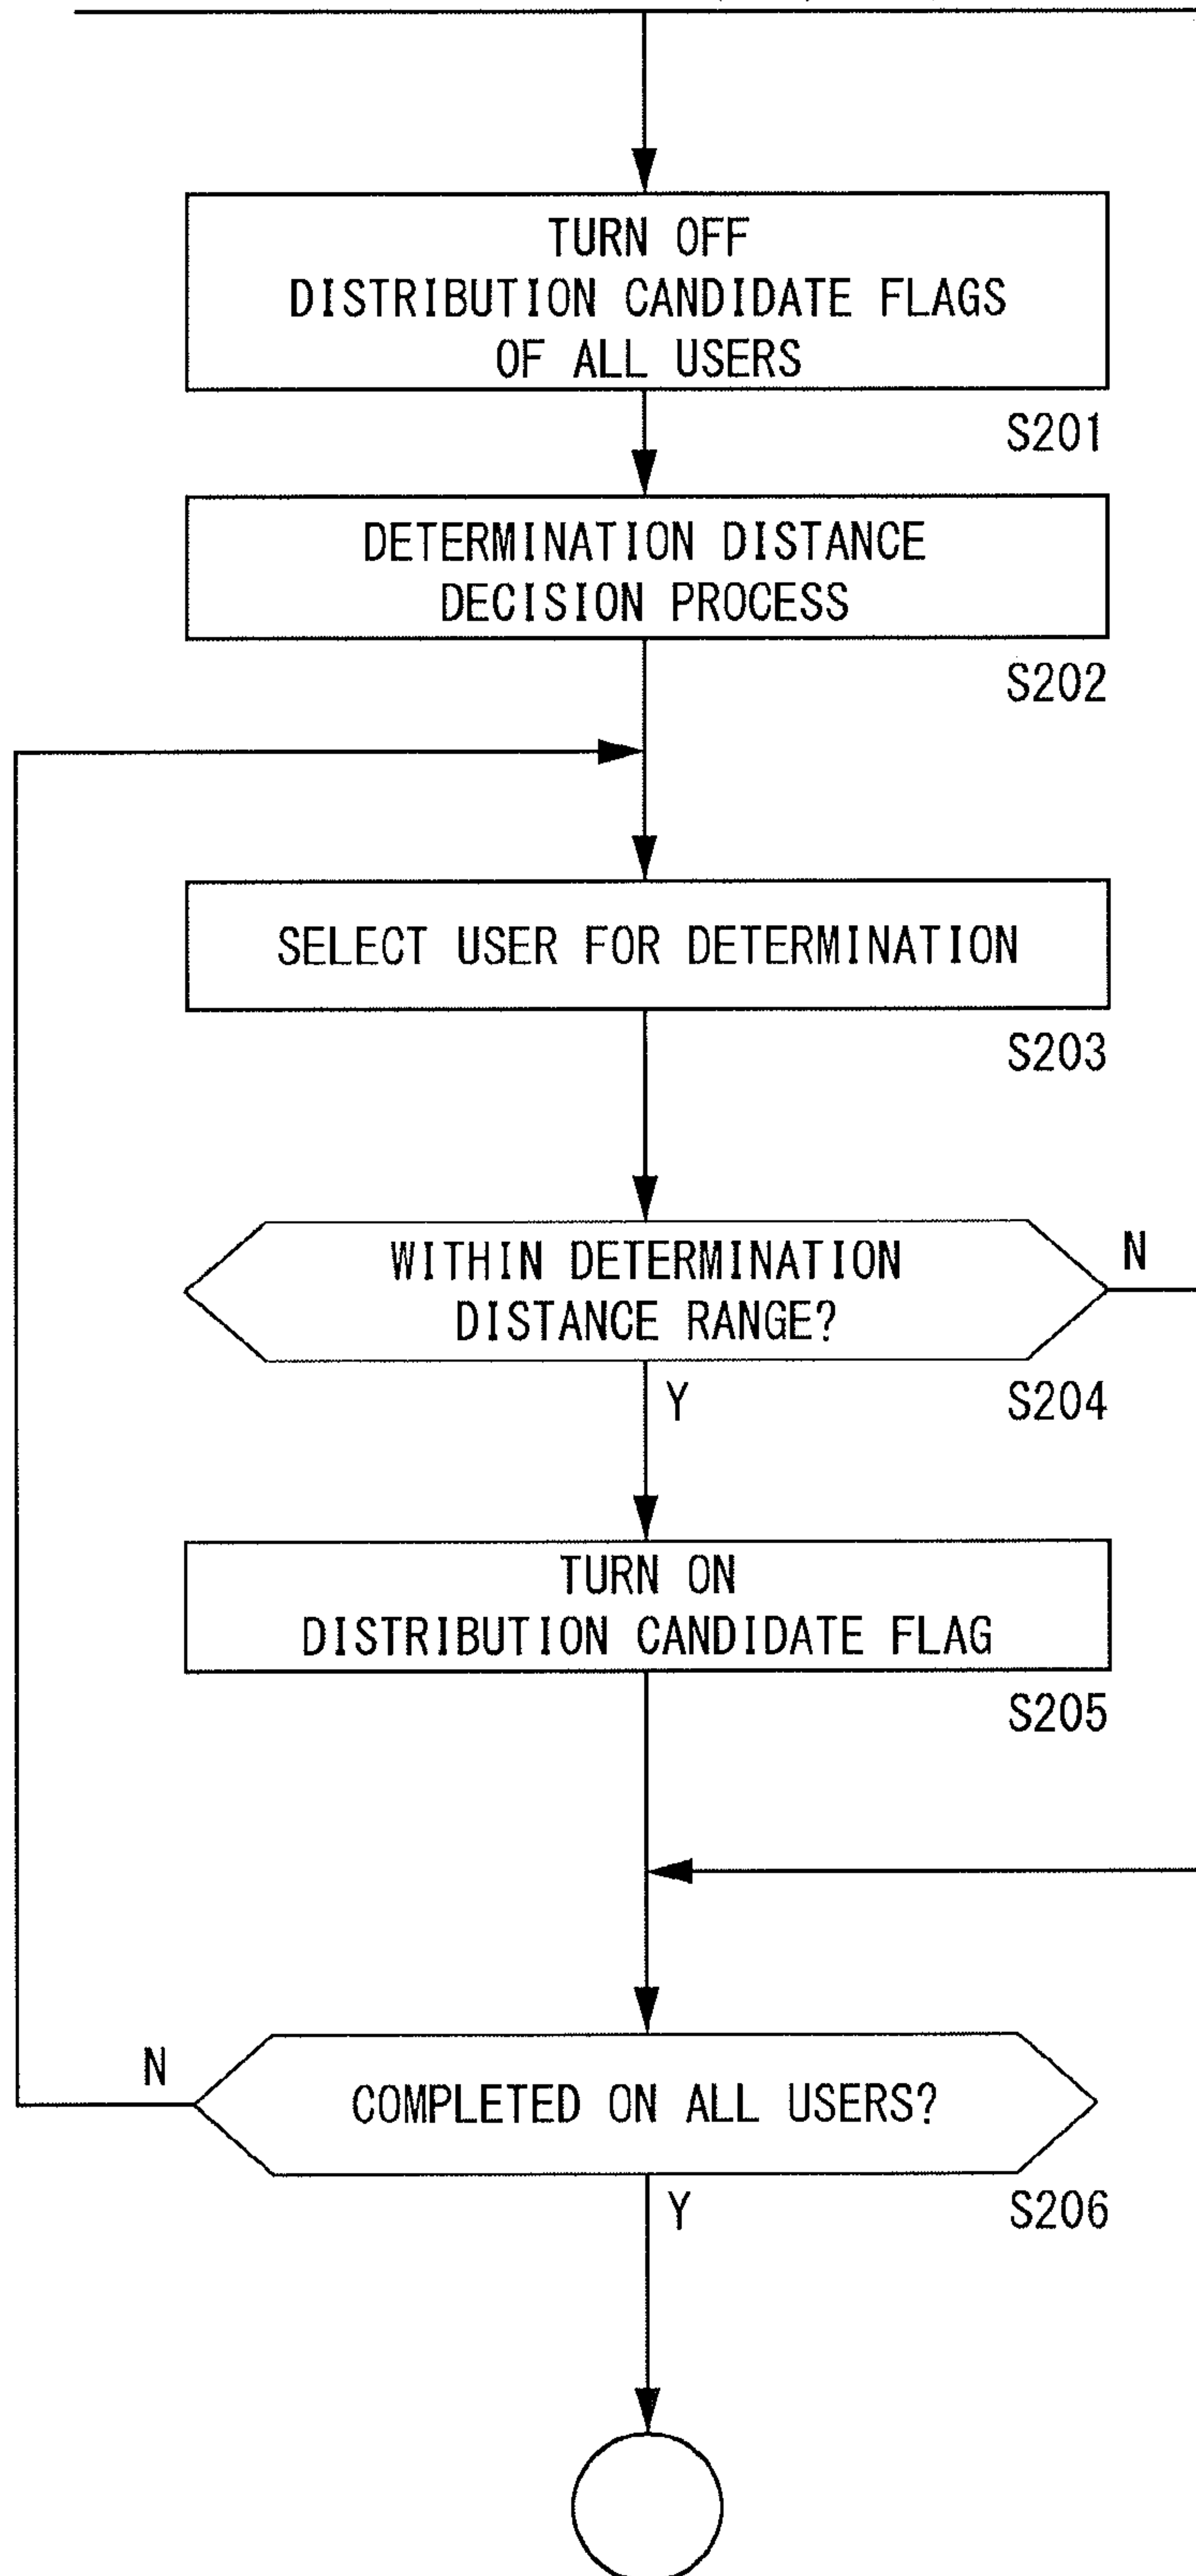 TURN OFF
DISTRIBUTION CANDIDATE FLAGS
OF ALL USERS
S201
DETERMINATION DISTANCE
DECISION PROCESS
S202
SELECT USER FOR DETERMINATION
S203
WITHIN DETERMINATION
DISTANCE RANGE?
N
S204
Y
TURN ON
DISTRIBUTION CANDIDATE FLAG
S205
N
COMPLETED ON ALL USERS?
S206
Y